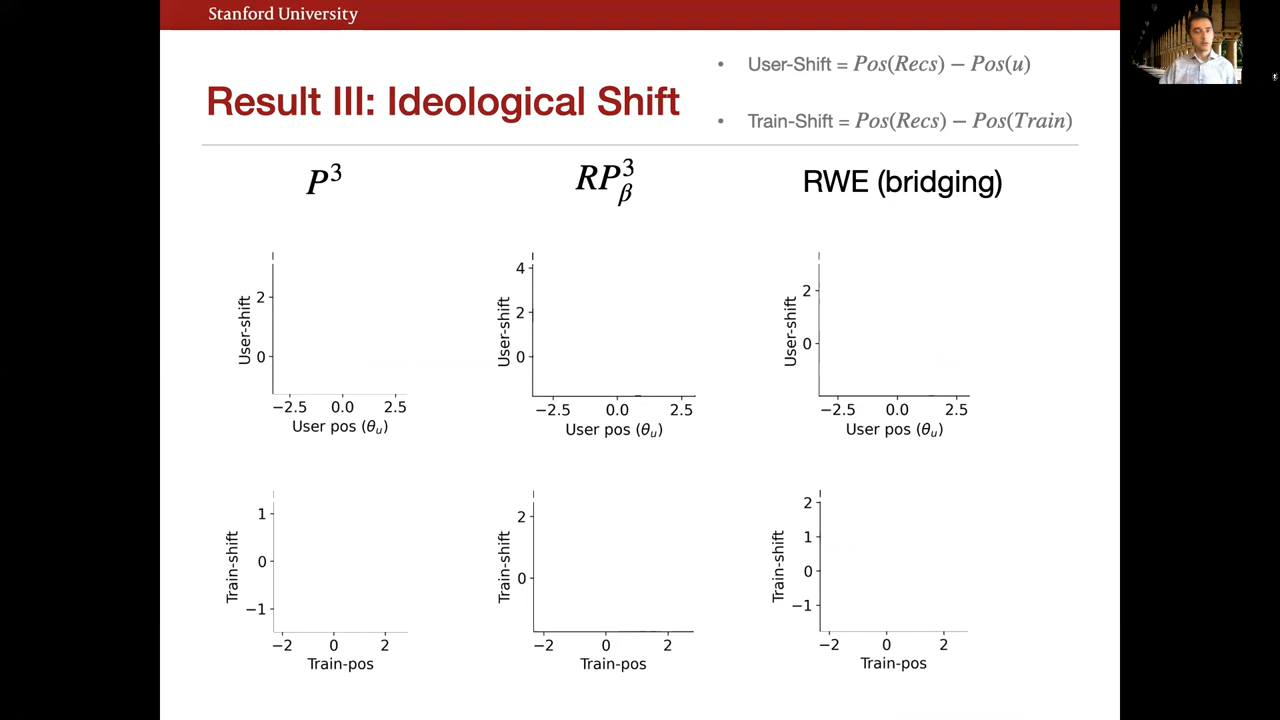 Stanford University
Result III: Ideological Shift
• User-Shift = Pos(Recs) − Pos(u)
• Train-Shift = Pos(Recs) − Pos(Train)
P³
RP³β
RWE (bridging)
User-shift
2
0
−2.5 0.0 2.5
User pos (θu)
User-shift
4
2
0
−2.5 0.0 2.5
User pos (θu)
User-shift
2
0
−2.5 0.0 2.5
User pos (θu)
Train-shift
1
0
−1
−2 0 2
Train-pos
Train-shift
2
0
−2 0 2
Train-pos
Train-shift
2
1
0
−1
−2 0 2
Train-pos